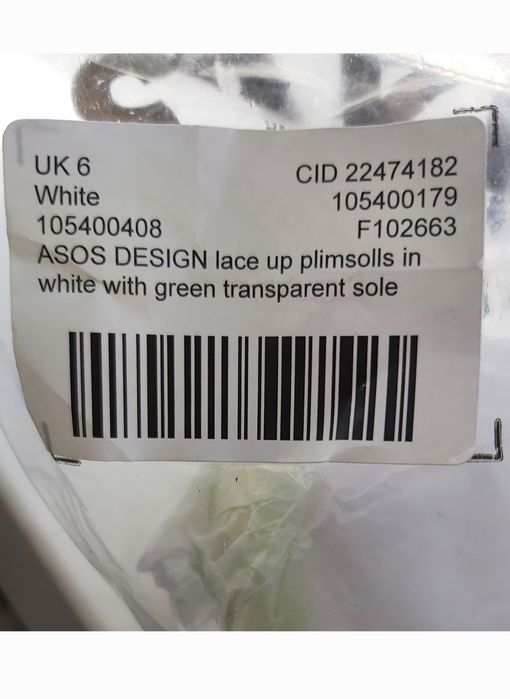 UK 6 CID 22474182
White 105400179
105400408 F102663
ASOS DESIGN lace up plimsolls in
white with green transparent sole